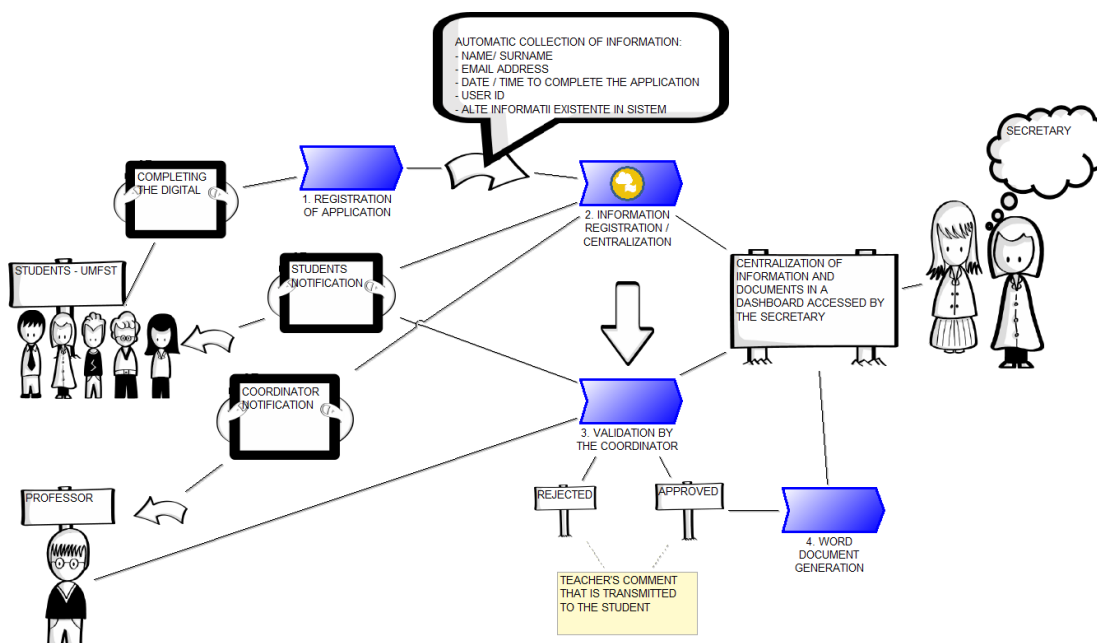 AUTOMATIC COLLECTION OF INFORMATION:
- NAME/ SURNAME
- EMAIL ADDRESS
- DATE / TIME TO COMPLETE THE APPLICATION
- USER ID
- ALTE INFORMATII EXISTENTE IN SISTEM
SECRETARY
COMPLETING
THE DIGITAL
1. REGISTRATION
OF APPLICATION
2. INFORMATION
REGISTRATION /
CENTRALIZATION
STUDENTS - UMFST
STUDENTS
NOTIFICATION
CENTRALIZATION OF
INFORMATION AND
DOCUMENTS IN A
DASHBOARD ACCESSED BY
THE SECRETARY
COORDINATOR
NOTIFICATION
3. VALIDATION BY
THE COORDINATOR
PROFESSOR
REJECTED
APPROVED
4. WORD
DOCUMENT
GENERATION
TEACHER'S COMMENT
THAT IS TRANSMITTED
TO THE STUDENT